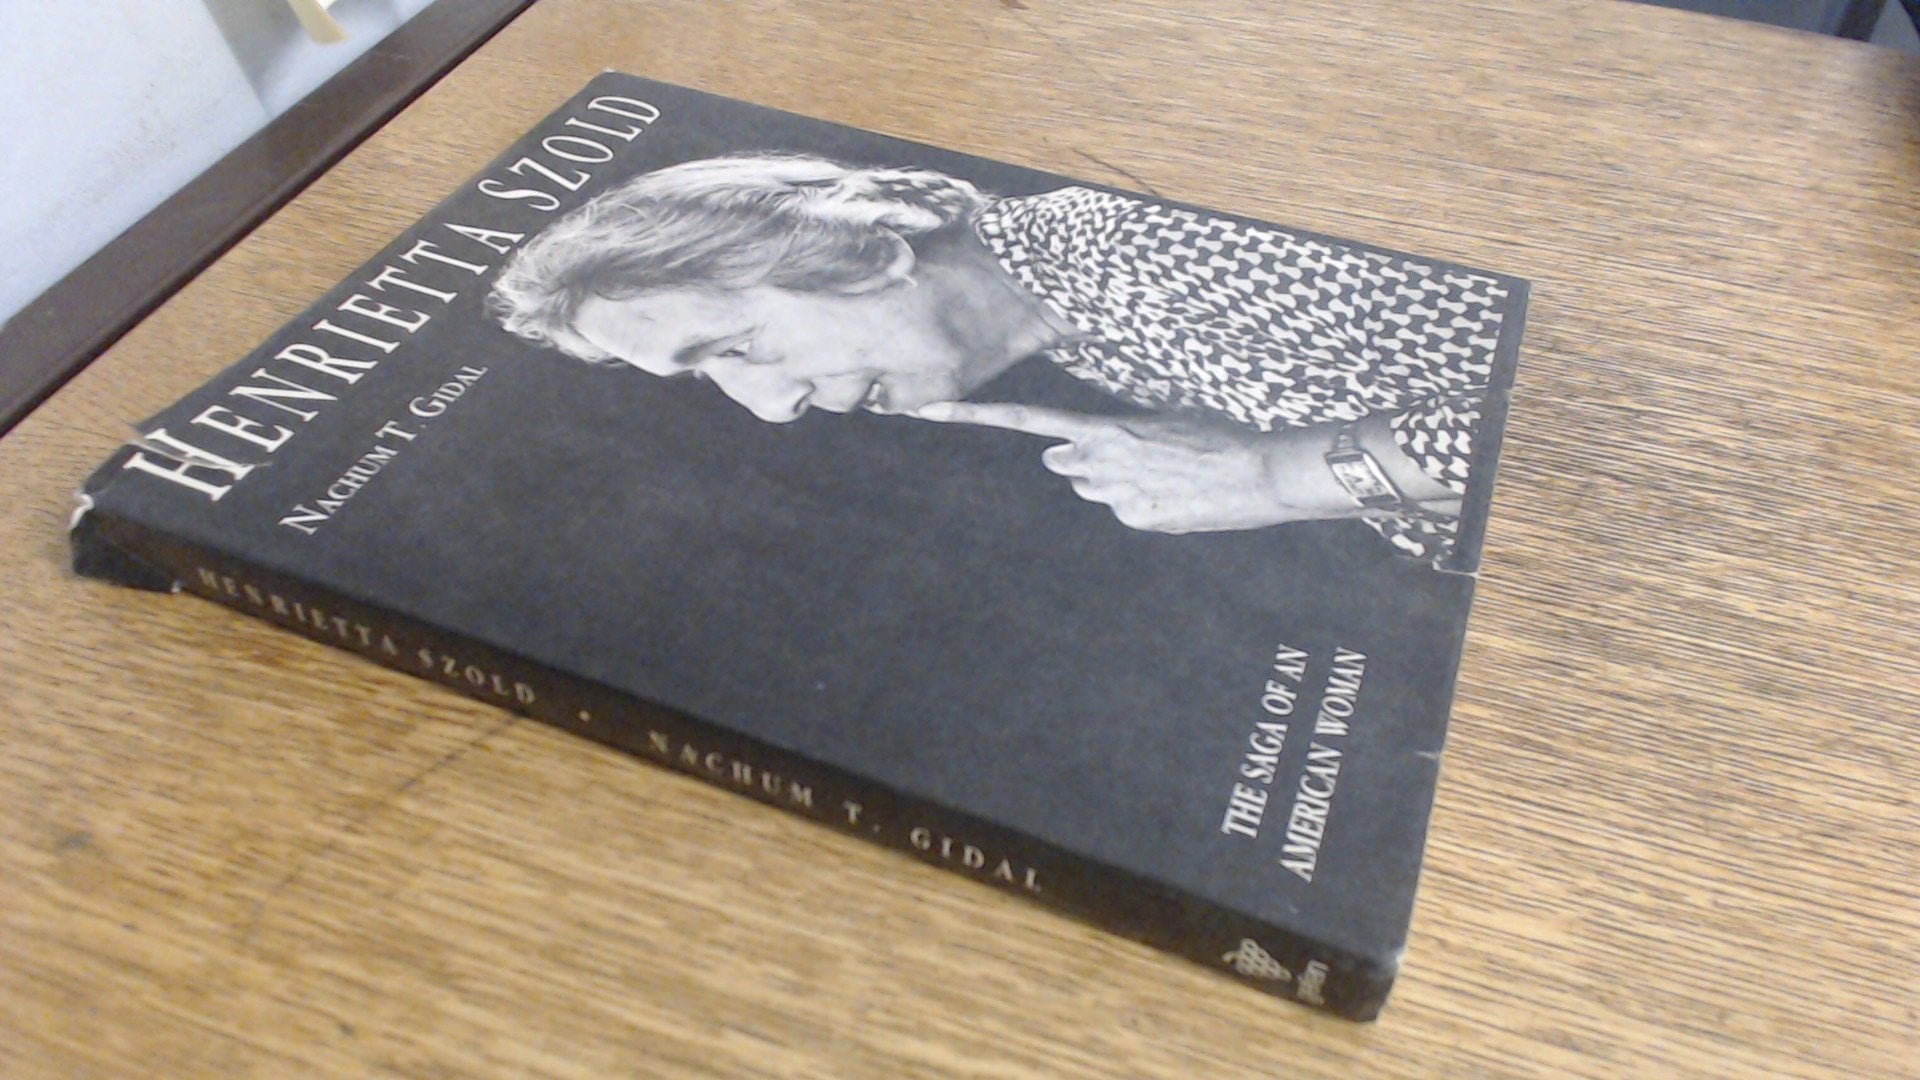 HENRIETTA SZOLD
NACHUM T. GIDAL
THE SAGA OF AN
AMERICAN WOMAN
HENRIETTA SZOLD • NACHUM T. GIDAL